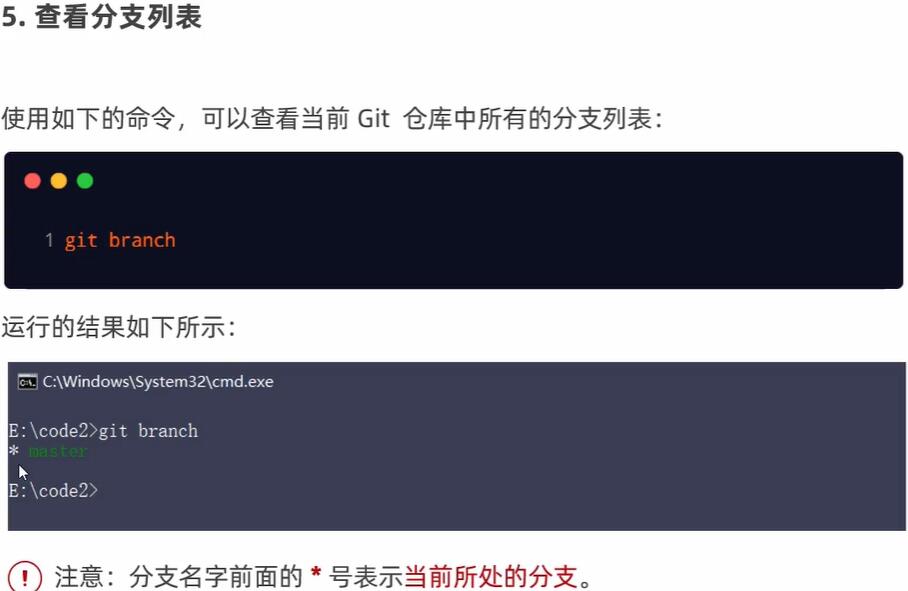 5. 查看分支列表
使用如下的命令，可以查看当前 Git 仓库中所有的分支列表：
1 git branch
运行的结果如下所示：
C:\Windows\System32\cmd.exe
E:\code2>git branch
* master
E:\code2>
注意：分支名字前面的 * 号表示当前所处的分支。